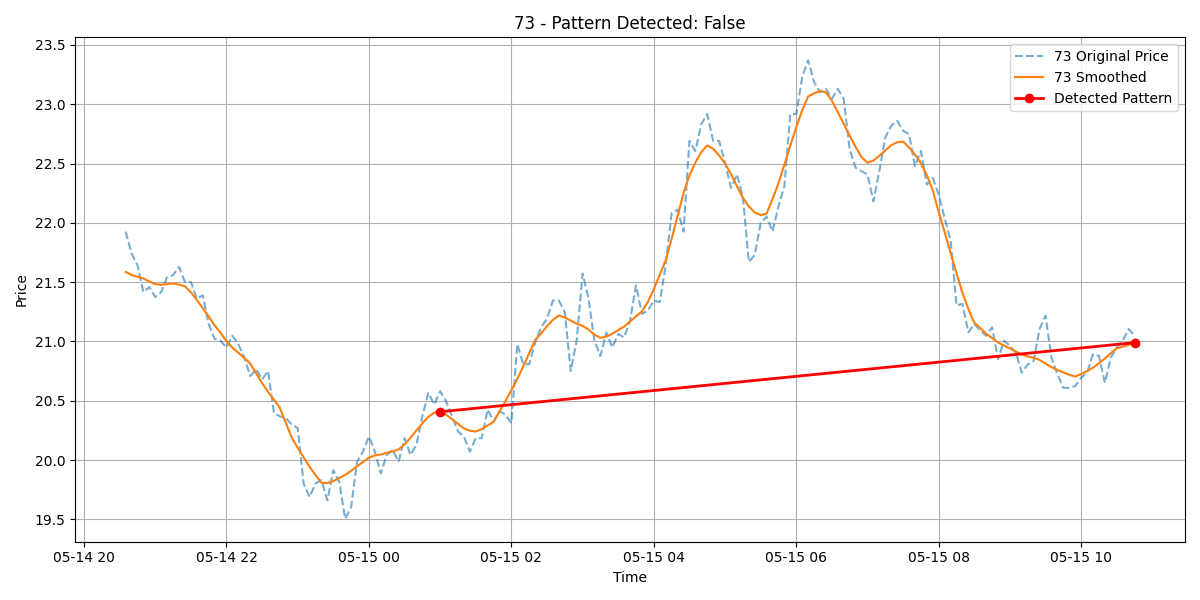 73 - Pattern Detected: False
73 Original Price
73 Smoothed
Detected Pattern
Price
23.5
23.0
22.5
22.0
21.5
21.0
20.5
20.0
19.5
05-14 20
05-14 22
05-15 00
05-15 02
05-15 04
05-15 06
05-15 08
05-15 10
Time